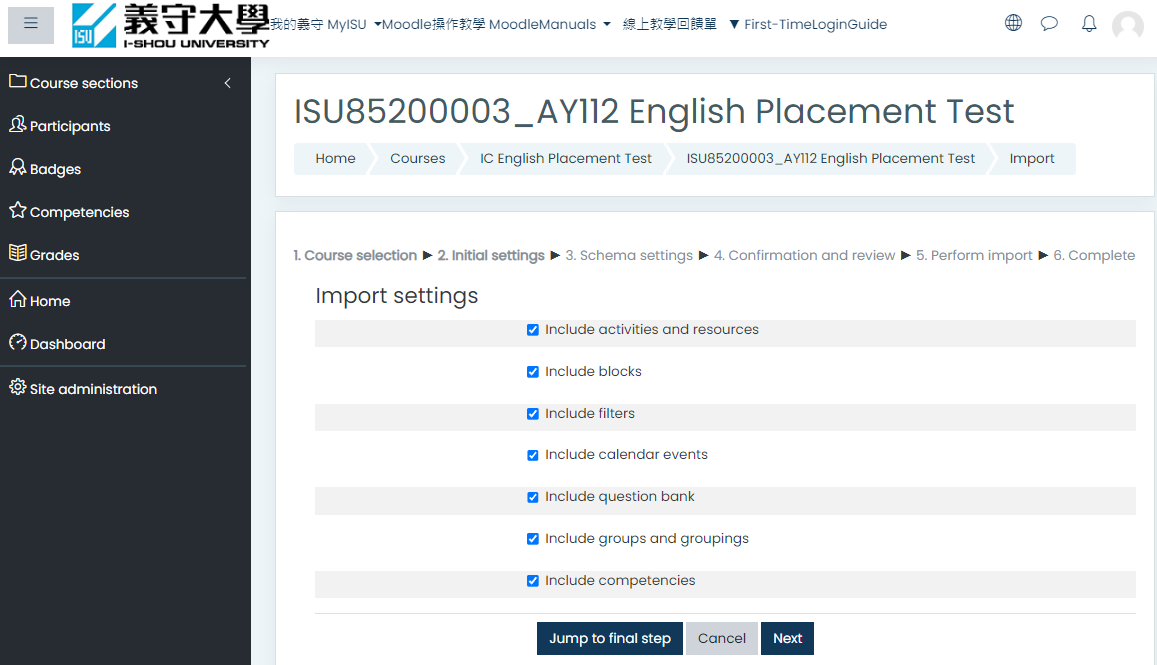 義守大學
ISU
I-SHOU UNIVERSITY
我的義守 MyISU ▼Moodle操作教學 MoodleManuals ▼ 線上教學回饋單 ▼ First-TimeLoginGuide
Course sections
Participants
Badges
Competencies
Grades
Home
Dashboard
Site administration
ISU85200003_AY112 English Placement Test
Home Courses IC English Placement Test ISU85200003_AY112 English Placement Test Import
1. Course selection ► 2. Initial settings ► 3. Schema settings ► 4. Confirmation and review ► 5. Perform import ► 6. Complete
Import settings
Include activities and resources
Include blocks
Include filters
Include calendar events
Include question bank
Include groups and groupings
Include competencies
Jump to final step Cancel Next